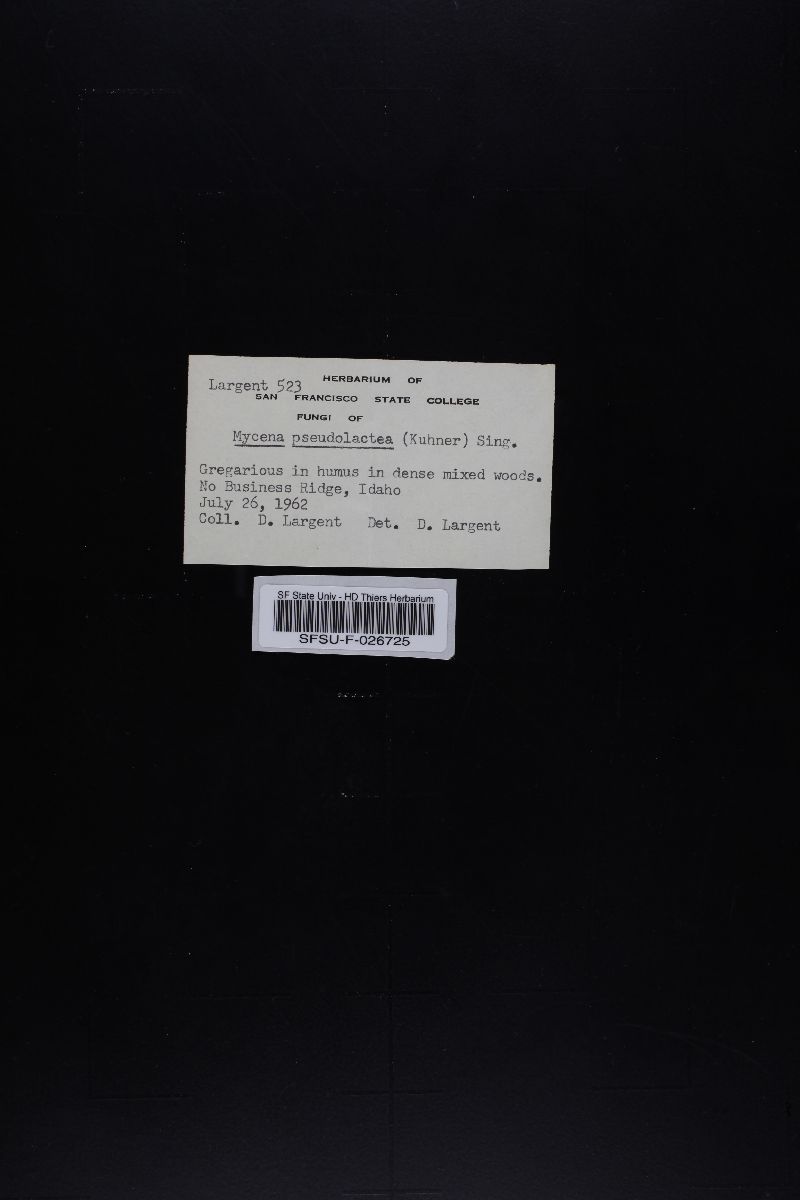 Largent 523 HERBARIUM OF
SAN FRANCISCO STATE COLLEGE
FUNGI OF
Mycena pseudolactea (Kuhner) Sing.
Gregarious in humus in dense mixed woods.
No Business Ridge, Idaho
July 26, 1962
Coll. D. Largent Det. D. Largent
SF State Univ - HD Thiers Herbarium
SFSU-F-026725